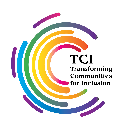 TCI
Transforming
Communities
for Inclusion